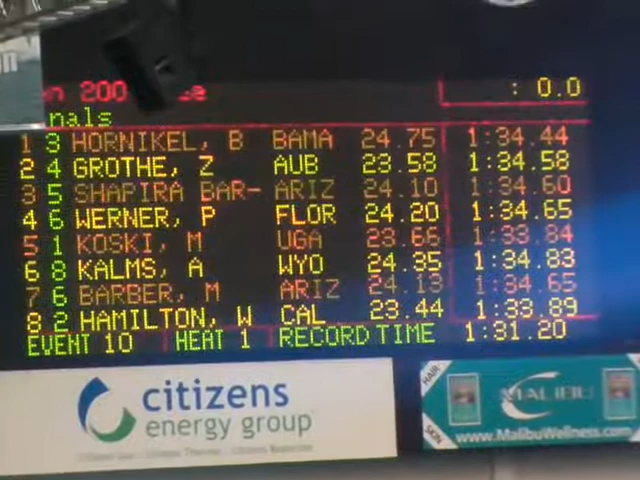 200
: 0.0
nals
1 3 HORNIKEL, B BAMA 24.75 1:34.44
2 4 GROTHE, Z AUB 23.58 1:34.58
3 5 SHAPIRA BAR- ARIZ 24.10 1:34.60
4 6 WERNER, P FLOR 24.20 1:34.65
5 1 KOSKI, M UGA 23.66 1:33.84
6 8 KALMS, A WYO 24.35 1:34.83
7 6 BARBER, M ARIZ 24.13 1:34.65
8 2 HAMILTON, W CAL 23.44 1:33.89
EVENT 10 HEAT 1 RECORD TIME 1:31.20
citizens
energy group
HAIR
MALIBU
SKIN
www.MalibuWellness.com